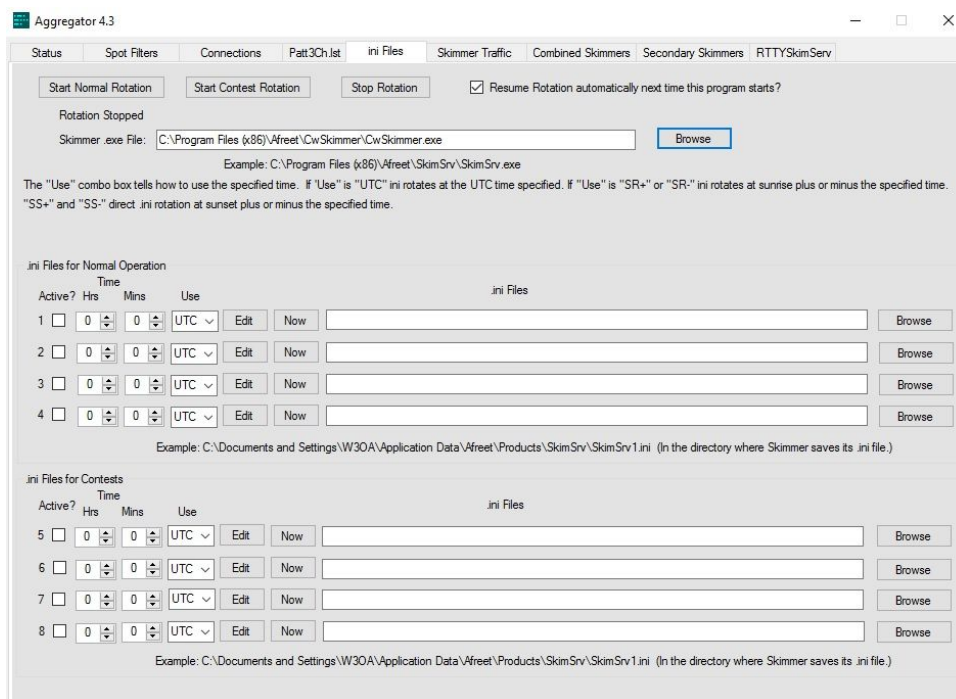 Aggregator 4.3
Status Spot Filters Connections Patt3Ch.lst ini Files Skimmer Traffic Combined Skimmers Secondary Skimmers RTTYSkimServ
Start Normal Rotation Start Contest Rotation Stop Rotation Resume Rotation automatically next time this program starts?
Rotation Stopped
Skimmer .exe File: C:\Program Files (x86)\Afreet\CwSkimmer\CwSkimmer.exe Browse
Example: C:\Program Files (x86)\Afreet\SkimSrv\SkimSrv.exe
The "Use" combo box tells how to use the specified time. If 'Use" is "UTC" ini rotates at the UTC time specified. If "Use" is "SR+" or "SR-" ini rotates at sunrise plus or minus the specified time.
"SS+" and "SS-" direct .ini rotation at sunset plus or minus the specified time.
.ini Files for Normal Operation
Time
Active? Hrs Mins Use .ini Files
1 0 0 UTC Edit Now Browse
2 0 0 UTC Edit Now Browse
3 0 0 UTC Edit Now Browse
4 0 0 UTC Edit Now Browse
Example: C:\Documents and Settings\W3OA\Application Data\Afreet\Products\SkimSrv\SkimSrv1.ini (In the directory where Skimmer saves its .ini file.)
.ini Files for Contests
Time
Active? Hrs Mins Use .ini Files
5 0 0 UTC Edit Now Browse
6 0 0 UTC Edit Now Browse
7 0 0 UTC Edit Now Browse
8 0 0 UTC Edit Now Browse
Example: C:\Documents and Settings\W3OA\Application Data\Afreet\Products\SkimSrv\SkimSrv1.ini (In the directory where Skimmer saves its .ini file.)